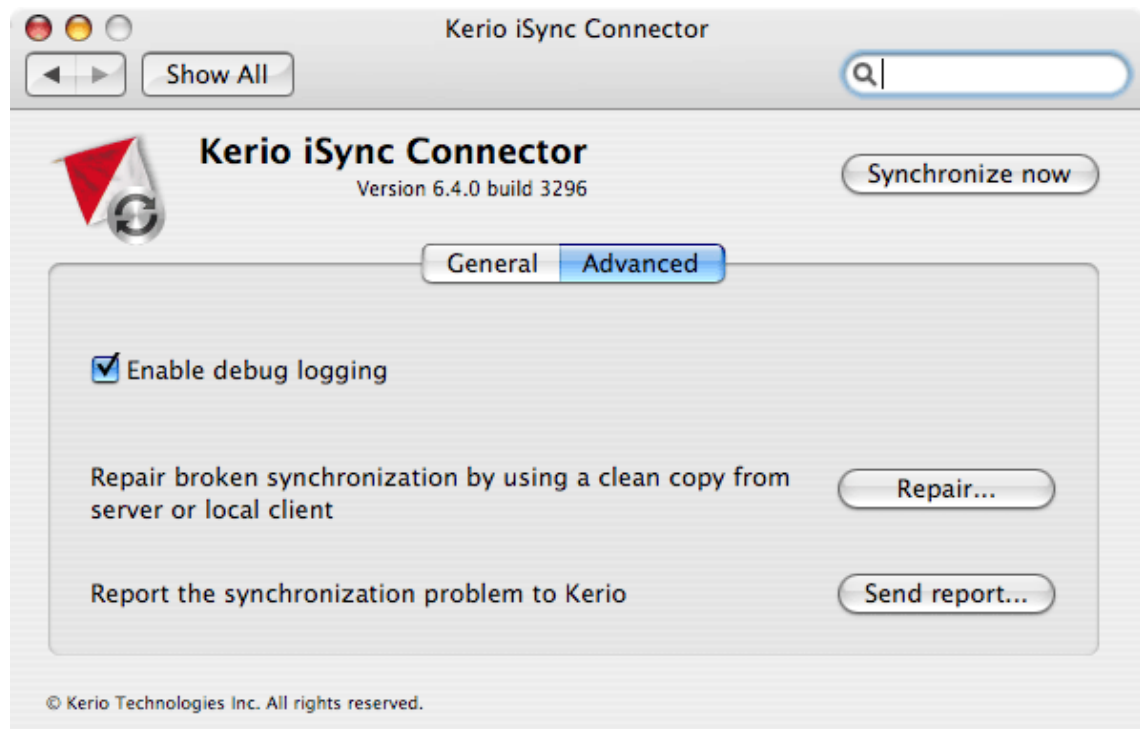 Kerio iSync Connector
Show All
Kerio iSync Connector
Version 6.4.0 build 3296
Synchronize now
General
Advanced
Enable debug logging
Repair broken synchronization by using a clean copy from
server or local client
Repair...
Report the synchronization problem to Kerio
Send report...
© Kerio Technologies Inc. All rights reserved.